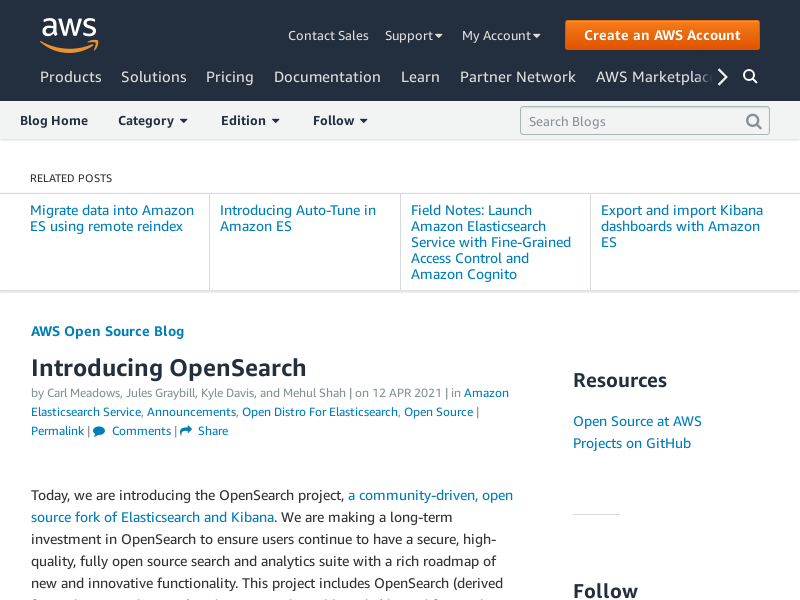 aws
Contact Sales Support My Account Create an AWS Account
Products Solutions Pricing Documentation Learn Partner Network AWS
Blog Home Category Edition Follow Search Blogs
RELATED POSTS
Migrate data into Amazon
ES using remote reindex
Introducing Auto-Tune in
Amazon ES
Field Notes: Launch
Amazon Elasticsearch
Service with Fine-Grained
Access Control and
Amazon Cognito
Export and import Kibana
dashboards with Amazon
ES
AWS Open Source Blog
Introducing OpenSearch
by Carl Meadows, Jules Graybill, Kyle Davis, and Mehul Shah | on 12 APR 2021 | in Amazon
Elasticsearch Service, Announcements, Open Distro For Elasticsearch, Open Source |
Permalink | Comments | Share
Today, we are introducing the OpenSearch project, a community-driven, open
source fork of Elasticsearch and Kibana. We are making a long-term
investment in OpenSearch to ensure users continue to have a secure, high-
quality, fully open source search and analytics suite with a rich roadmap of
new and innovative functionality. This project includes OpenSearch (derived
Resources
Open Source at AWS
Projects on GitHub
Follow